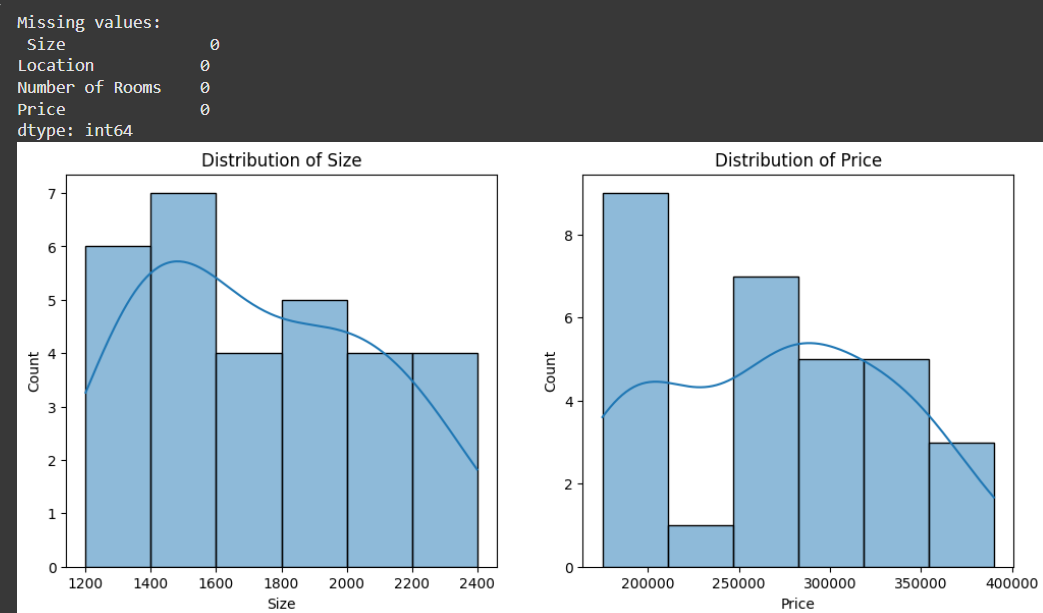 Missing values:
Size 0
Location 0
Number of Rooms 0
Price 0
dtype: int64
Distribution of Size
Count
7
6
5
4
3
2
1
0
1200 1400 1600 1800 2000 2200 2400
Size
Distribution of Price
Count
8
6
4
2
0
200000 250000 300000 350000 400000
Price